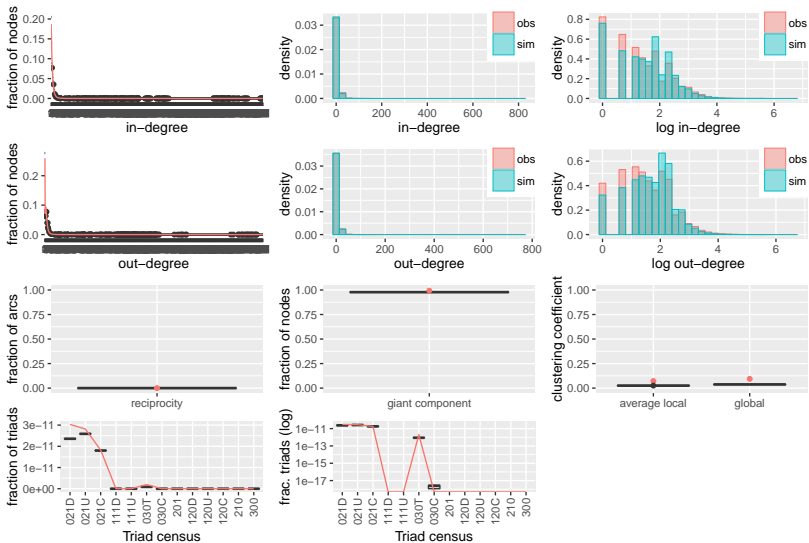 fraction of nodes
0.20
0.15
0.10
0.05
0.00
in−degree
density
0.03
0.02
0.01
0.00
0 200 400 600 800
in−degree
obs
sim
density
0.8
0.6
0.4
0.2
0.0
0 2 4 6
log in−degree
obs
sim
fraction of nodes
0.20
0.15
0.10
0.05
0.00
out−degree
density
0.03
0.02
0.01
0.00
0 200 400 600 800
out−degree
obs
sim
density
0.6
0.4
0.2
0.0
0 2 4 6
log out−degree
obs
sim
fraction of arcs
1.00
0.75
0.50
0.25
0.00
reciprocity
fraction of nodes
1.00
0.75
0.50
0.25
0.00
giant component
clustering coefficient
1.00
0.75
0.50
0.25
0.00
average local global
fraction of triads
3e−11
2e−11
1e−11
0e+00
021D 021U 021C 111D 111U 030T 030C 201 120D 120U 120C 210 300
Triad census
frac. triads (log)
1e−11
1e−13
1e−15
1e−17
021D 021U 021C 111D 111U 030T 030C 201 120D 120U 120C 210 300
Triad census